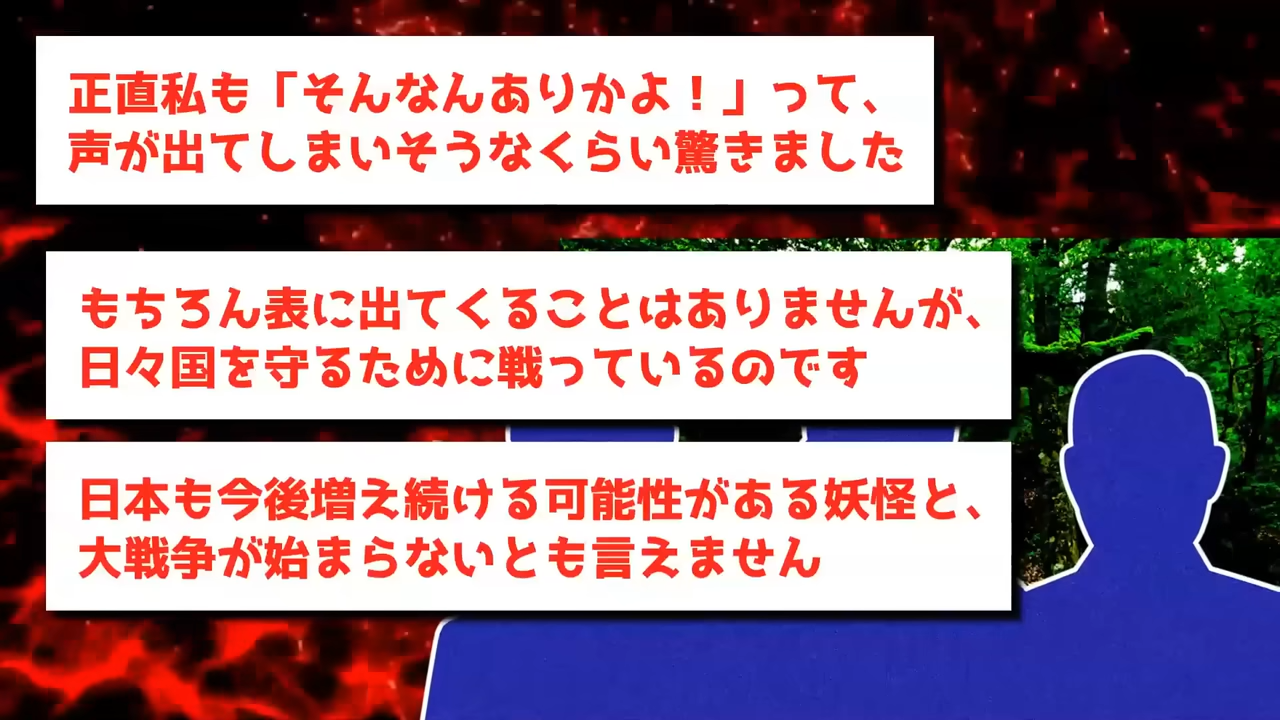 正直私も「そんなんありかよ！」って、
声が出てしまいそうなくらい驚きました
もちろん表に出てくることはありませんが、
日々国を守るために戦っているのです
日本も今後増え続ける可能性がある妖怪と、
大戦争が始まらないとも言えません